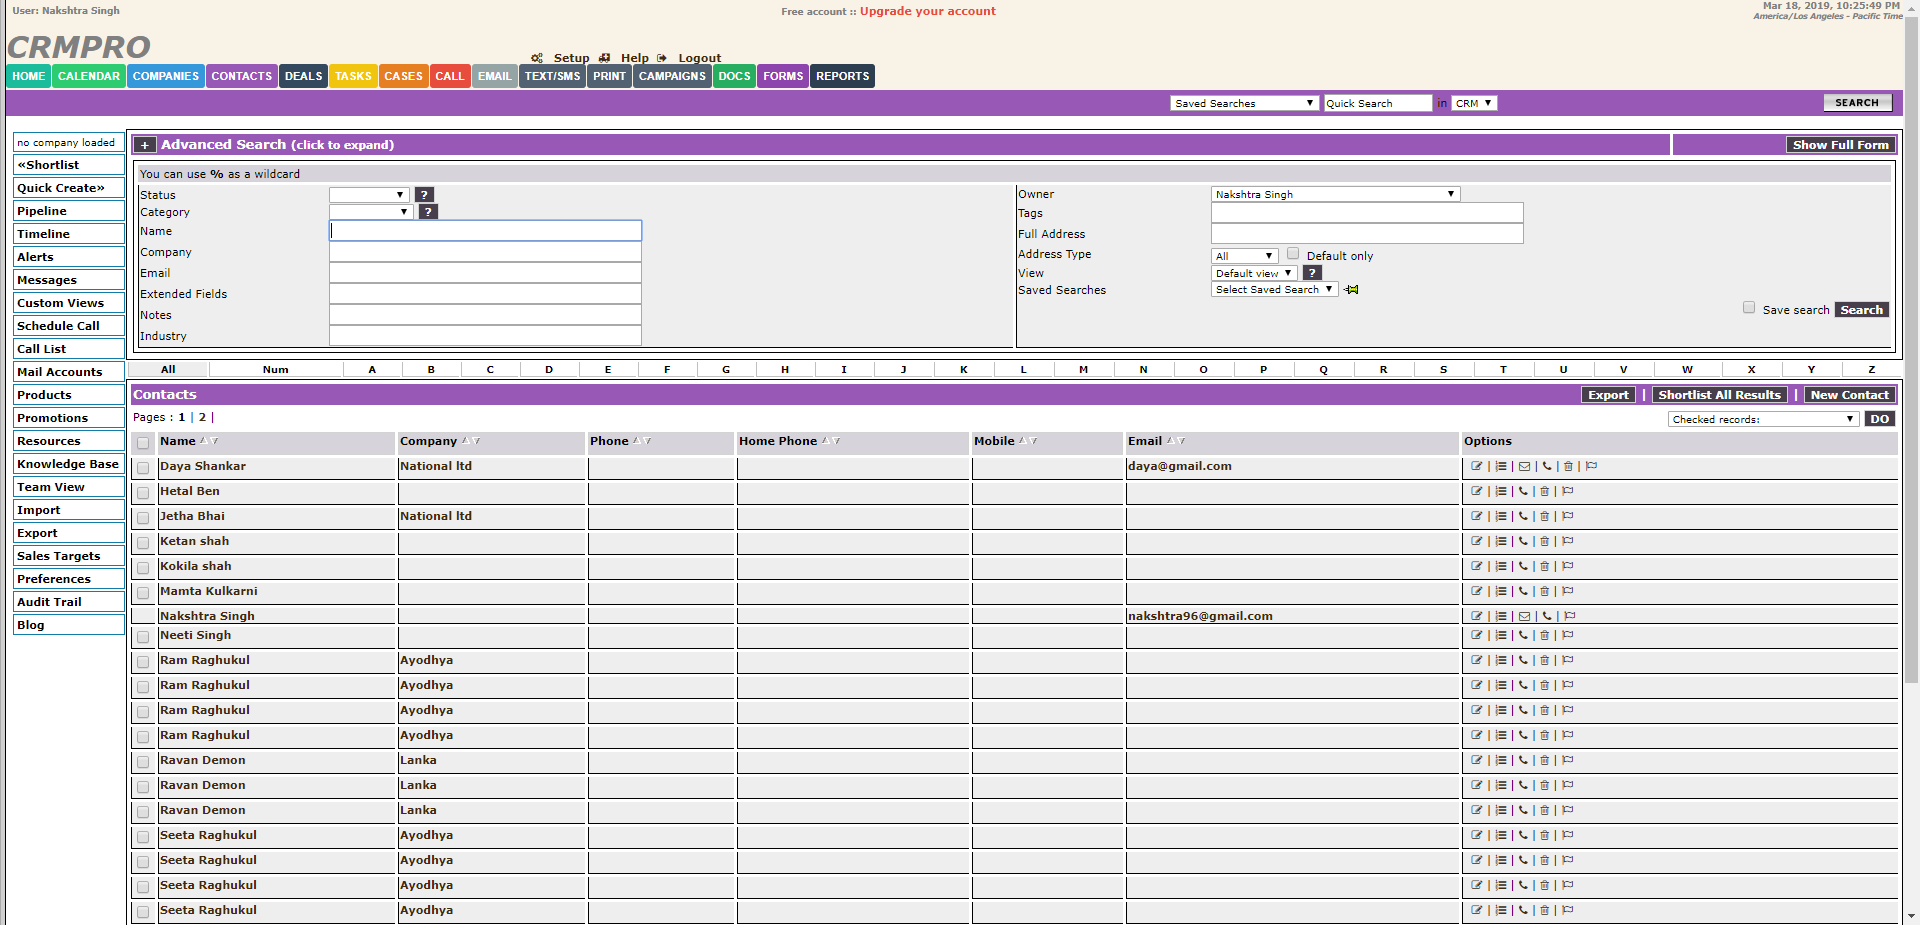 User: Nakshtra Singh
Free account :: Upgrade your account
Mar 18, 2019, 10:25:49 PM
America/Los Angeles - Pacific Time
CRMPRO
Setup Help Logout
HOME CALENDAR COMPANIES CONTACTS DEALS TASKS CASES CALL EMAIL TEXT/SMS PRINT CAMPAIGNS DOCS FORMS REPORTS
Saved Searches Quick Search in CRM SEARCH
no company loaded
«Shortlist
Quick Create»
Pipeline
Timeline
Alerts
Messages
Custom Views
Schedule Call
Call List
Mail Accounts
Products
Promotions
Resources
Knowledge Base
Team View
Import
Export
Sales Targets
Preferences
Audit Trail
Blog
+ Advanced Search (click to expand) Show Full Form
You can use % as a wildcard
Status ?
Category ?
Name
Company
Email
Extended Fields
Notes
Industry
Owner Nakshtra Singh
Tags
Full Address
Address Type All Default only
View Default view ?
Saved Searches Select Saved Search
Save search Search
All Num A B C D E F G H I J K L M N O P Q R S T U V W X Y Z
Contacts Export | Shortlist All Results | New Contact
Pages : 1 | 2 |
Checked records: DO
Name Company Phone Home Phone Mobile Email Options
Daya Shankar National ltd daya@gmail.com
Hetal Ben
Jetha Bhai National ltd
Ketan shah
Kokila shah
Mamta Kulkarni
Nakshtra Singh nakshtra96@gmail.com
Neeti Singh
Ram Raghukul Ayodhya
Ram Raghukul Ayodhya
Ram Raghukul Ayodhya
Ram Raghukul Ayodhya
Ravan Demon Lanka
Ravan Demon Lanka
Ravan Demon Lanka
Seeta Raghukul Ayodhya
Seeta Raghukul Ayodhya
Seeta Raghukul Ayodhya
Seeta Raghukul Ayodhya